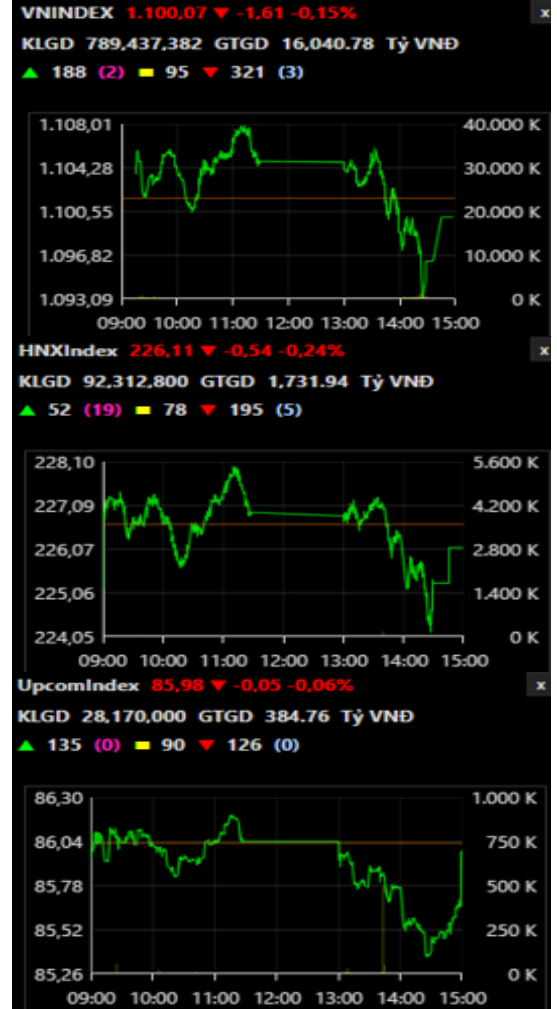 VNINDEX 1.100,07 ▼ -1,61 -0,15% x
KLGD 789,437,382 GTGD 16,040.78 Tỷ VNĐ
▲ 188 (2) ■ 95 ▼ 321 (3)
1.108,01 40.000 K
1.104,28 30.000 K
1.100,55 20.000 K
1.096,82 10.000 K
1.093,09 0 K
09:00 10:00 11:00 12:00 13:00 14:00 15:00
HNXIndex 226,11 ▼ -0,54 -0,24% x
KLGD 92,312,800 GTGD 1,731.94 Tỷ VNĐ
▲ 52 (19) ■ 78 ▼ 195 (5)
228,10 5.600 K
227,09 4.200 K
226,07 2.800 K
225,06 1.400 K
224,05 0 K
09:00 10:00 11:00 12:00 13:00 14:00 15:00
UpcomIndex 85,98 ▼ -0,05 -0,06% x
KLGD 28,170,000 GTGD 384.76 Tỷ VNĐ
▲ 135 (0) ■ 90 ▼ 126 (0)
86,30 1.000 K
86,04 750 K
85,78 500 K
85,52 250 K
85,26 0 K
09:00 10:00 11:00 12:00 13:00 14:00 15:00